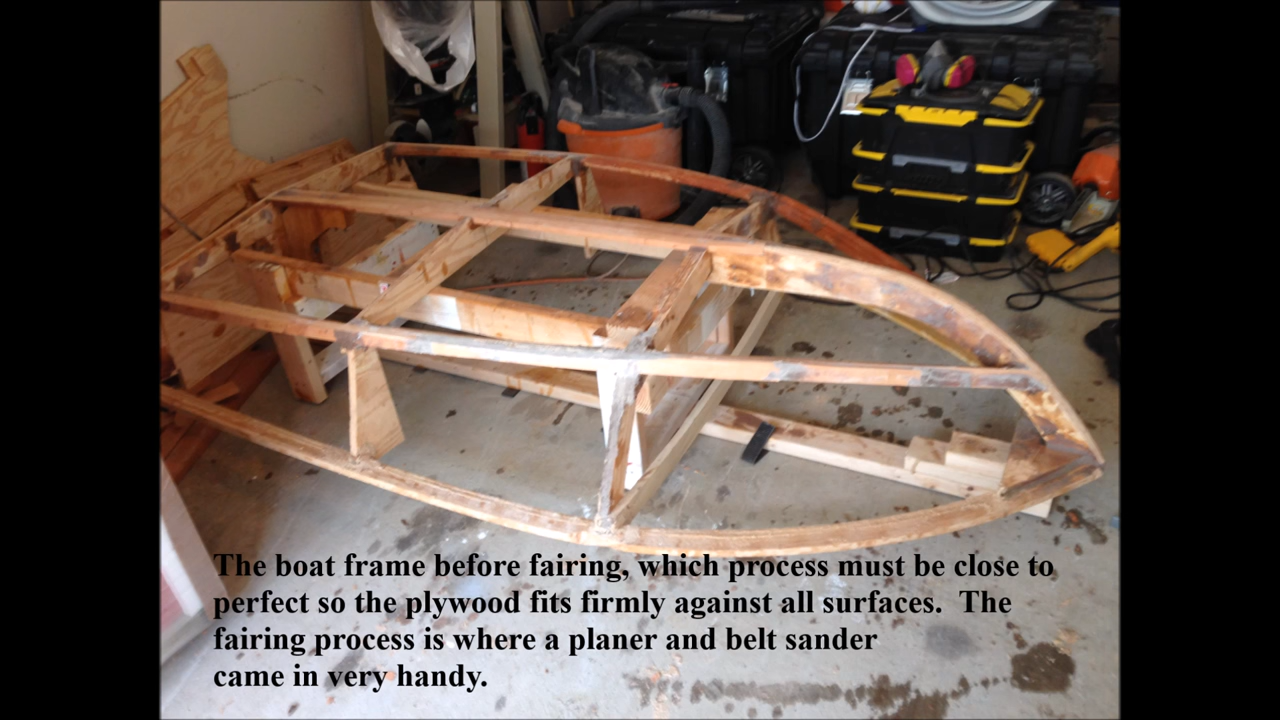 The boat frame before fairing, which process must be close to
perfect so the plywood fits firmly against all surfaces.  The
fairing process is where a planer and belt sander
came in very handy.